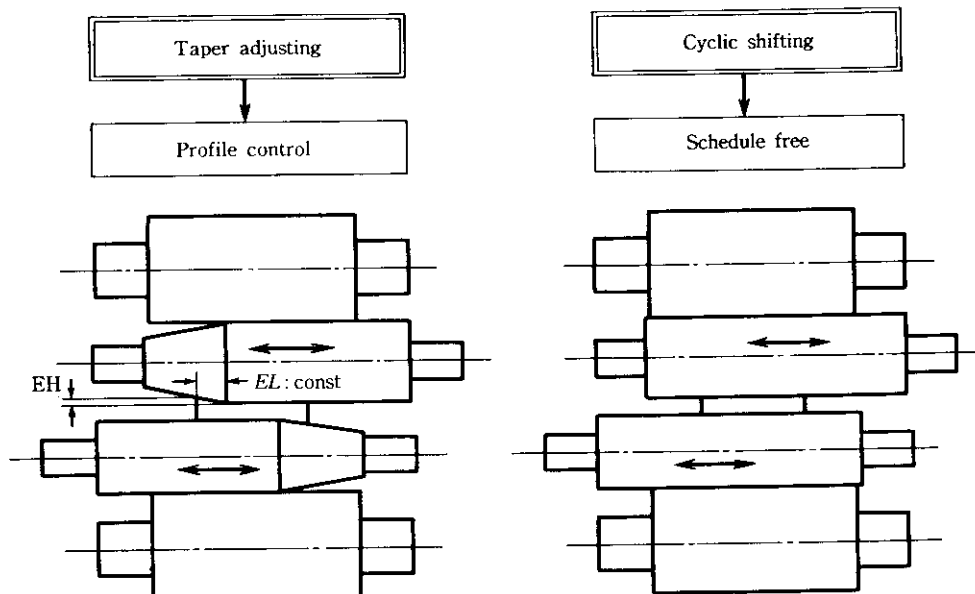 Taper adjusting
Profile control
EH
EL : const
Cyclic shifting
Schedule free